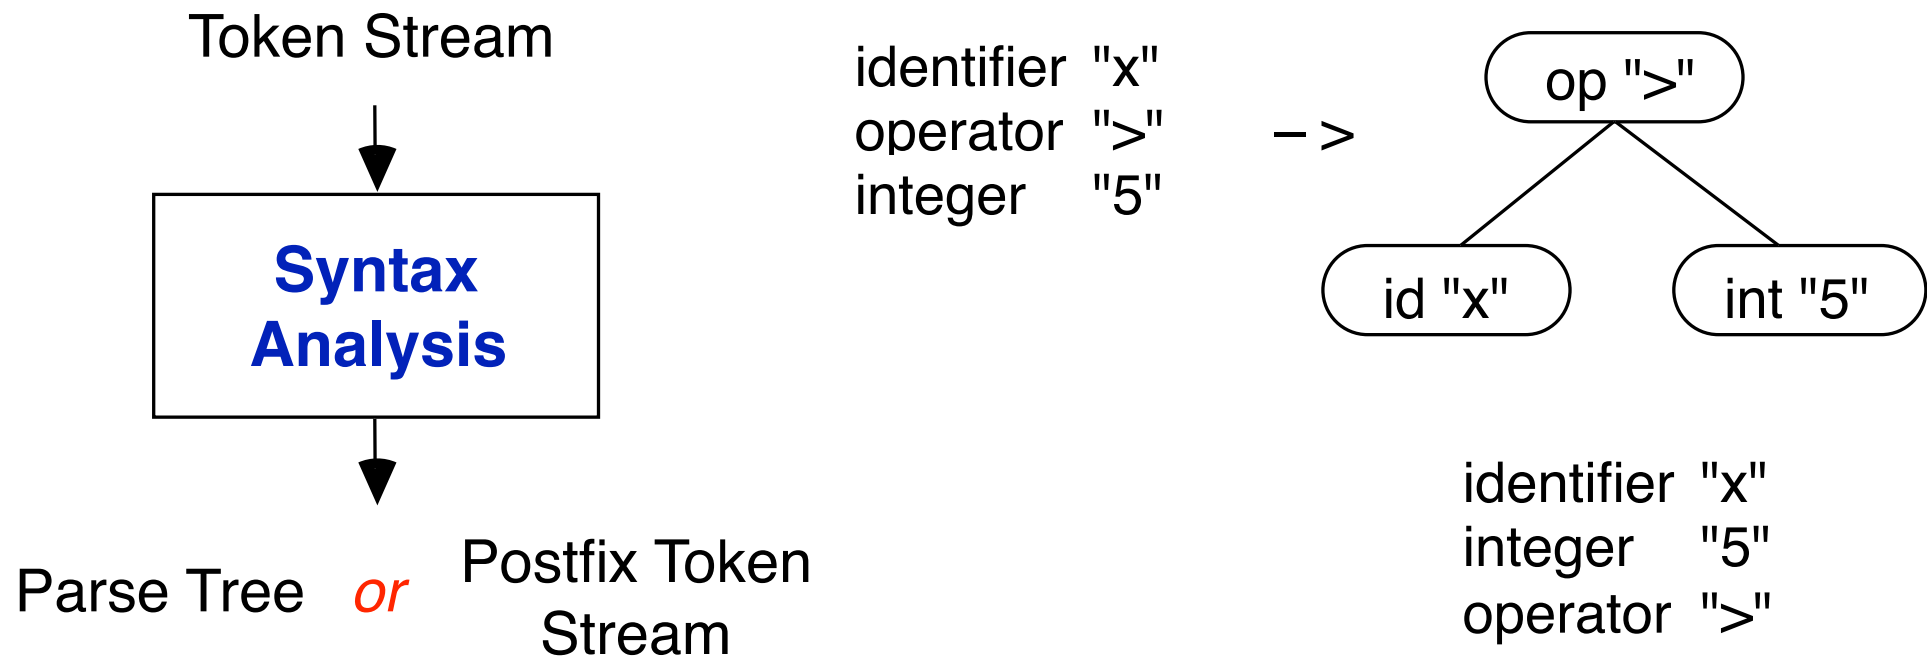 Token Stream
Syntax
Analysis
Parse Tree or Postfix Token
Stream
identifier "x"
operator ">"
integer "5"
->
op ">"
id "x" int "5"
identifier "x"
integer "5"
operator ">"